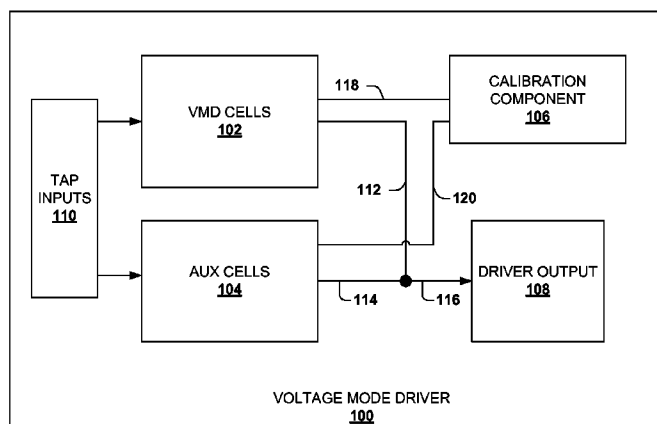 VMD CELLS
102
118
CALIBRATION
COMPONENT
106
TAP
INPUTS
110
112
120
AUX CELLS
104
114
116
DRIVER OUTPUT
108
VOLTAGE MODE DRIVER
100